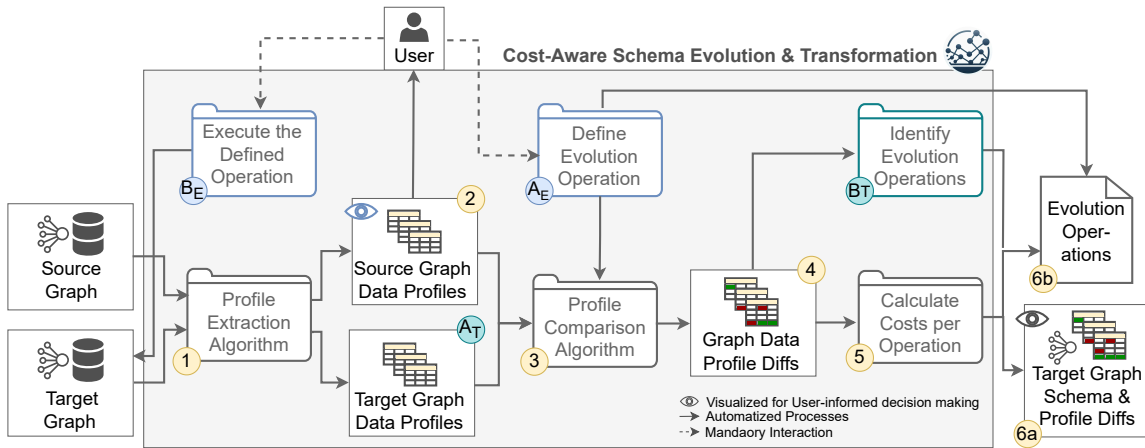 User
Cost-Aware Schema Evolution & Transformation
Execute the
Defined
Operation
BE
Define
Evolution
Operation
AE
Identify
Evolution
Operations
BT
Source
Graph
2
Source Graph
Data Profiles
Evolution
Oper-
ations
6b
Profile
Extraction
Algorithm
1
Target
Graph
AT
Target Graph
Data Profiles
Profile
Comparison
Algorithm
3
4
Graph Data
Profile Diffs
Calculate
Costs per
Operation
5
Target Graph
Schema &
Profile Diffs
6a
Visualized for User-informed decision making
Automatized Processes
Mandaory Interaction